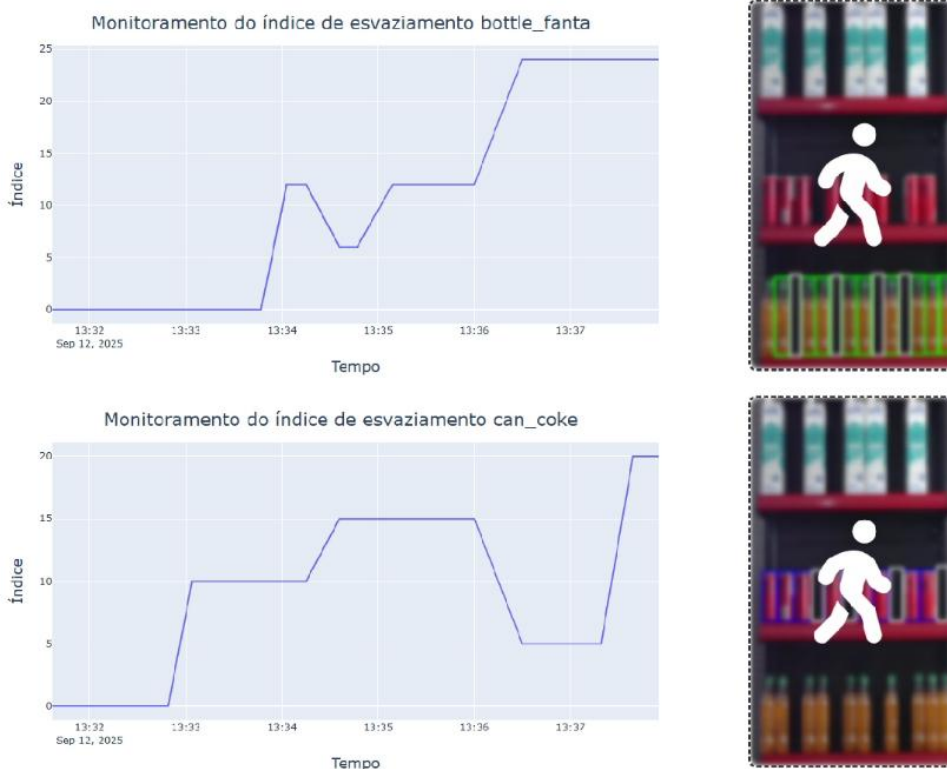 Monitoramento do índice de esvaziamento bottle_fanta
25
20
15
10
5
0
Índice
13:32
13:33
13:34
13:35
13:36
13:37
Sep 12, 2025
Tempo
Monitoramento do índice de esvaziamento can_coke
20
15
10
5
0
Índice
13:32
13:33
13:34
13:35
13:36
13:37
Sep 12, 2025
Tempo